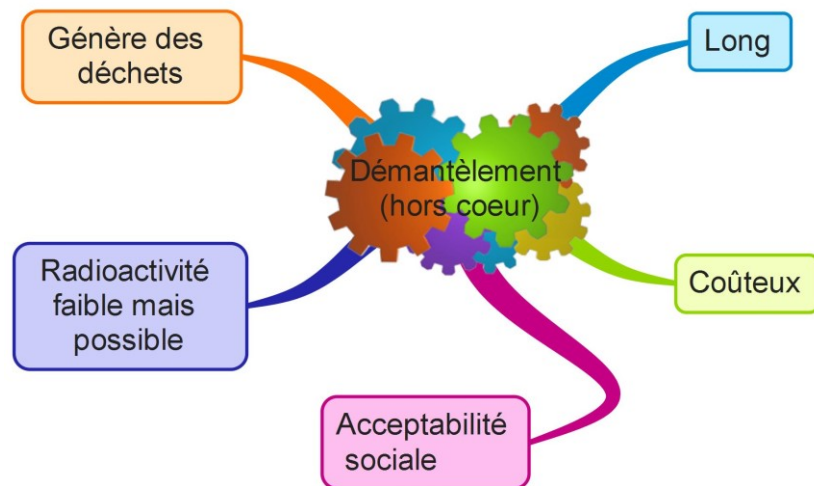 Génère des
déchets
Long
Démantèlement
(hors coeur)
Radioactivité
faible mais
possible
Coûteux
Acceptabilité
sociale